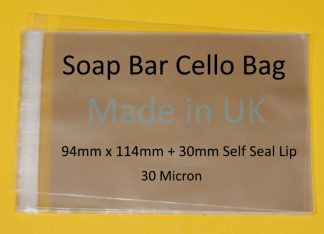 Soap Bar Cello Bag
Made in UK
94mm x 114mm + 30mm Self Seal Lip
30 Micron